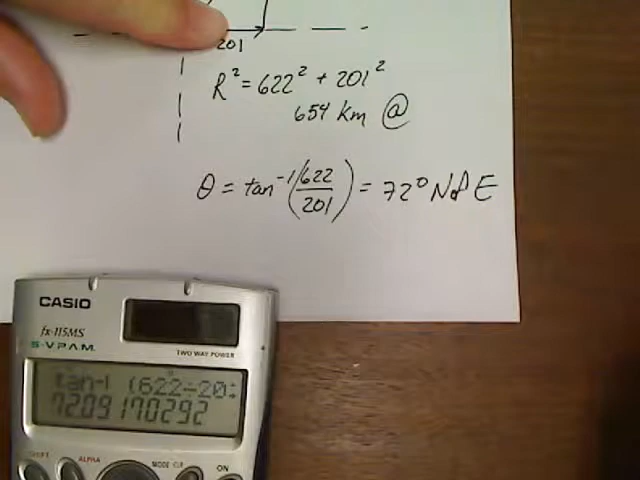 201
R² = 622² + 201²
654 km @
θ = tan⁻¹(622/201) = 72° N of E
CASIO
fx-115MS
S-V.P.A.M.
TWO WAY POWER
tan-1 (622÷20
72.09170292
SHIFT ALPHA MODE CLR ON